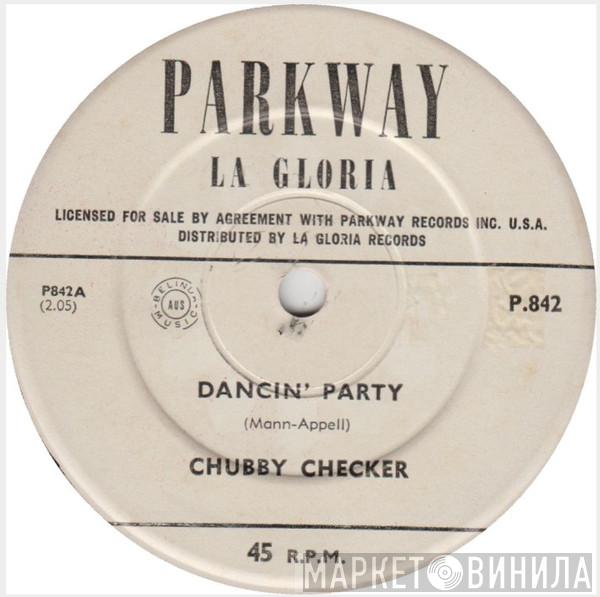 PARKWAY
LA GLORIA
LICENSED FOR SALE BY AGREEMENT WITH PARKWAY RECORDS INC. U.S.A.
DISTRIBUTED BY LA GLORIA RECORDS
P842A
(2.05)
BELINDA MUSIC
AUS
P.842
DANCIN' PARTY
(Mann-Appell)
CHUBBY CHECKER
45 R.P.M.
МАРКЕТ ВИНИЛА